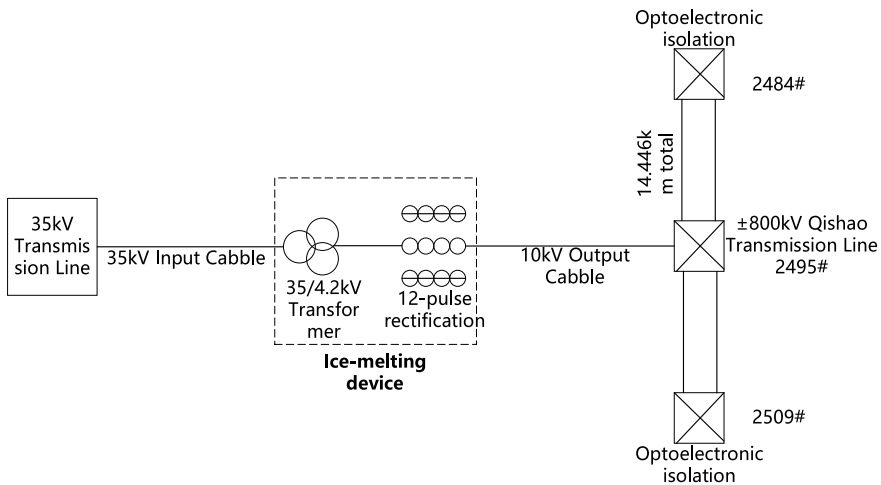 Optoelectronic
isolation
2484#
14.446k
m total
35kV
Transmis
sion Line
35kV Input Cabble
35/4.2kV
Transfor
mer
12-pulse
rectification
Ice-melting
device
10kV Output
Cabble
±800kV Qishao
Transmission Line
2495#
2509#
Optoelectronic
isolation